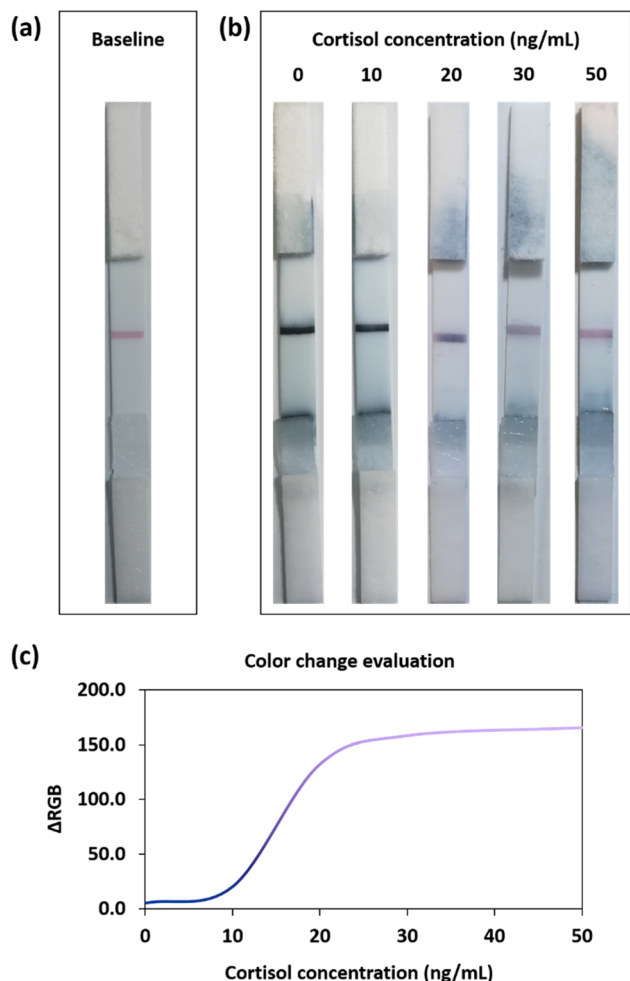 (a)
Baseline
(b)
Cortisol concentration (ng/mL)
0 10 20 30 50
(c)
Color change evaluation
200.0
150.0
100.0
50.0
0.0
ΔRGB
0 10 20 30 40 50
Cortisol concentration (ng/mL)